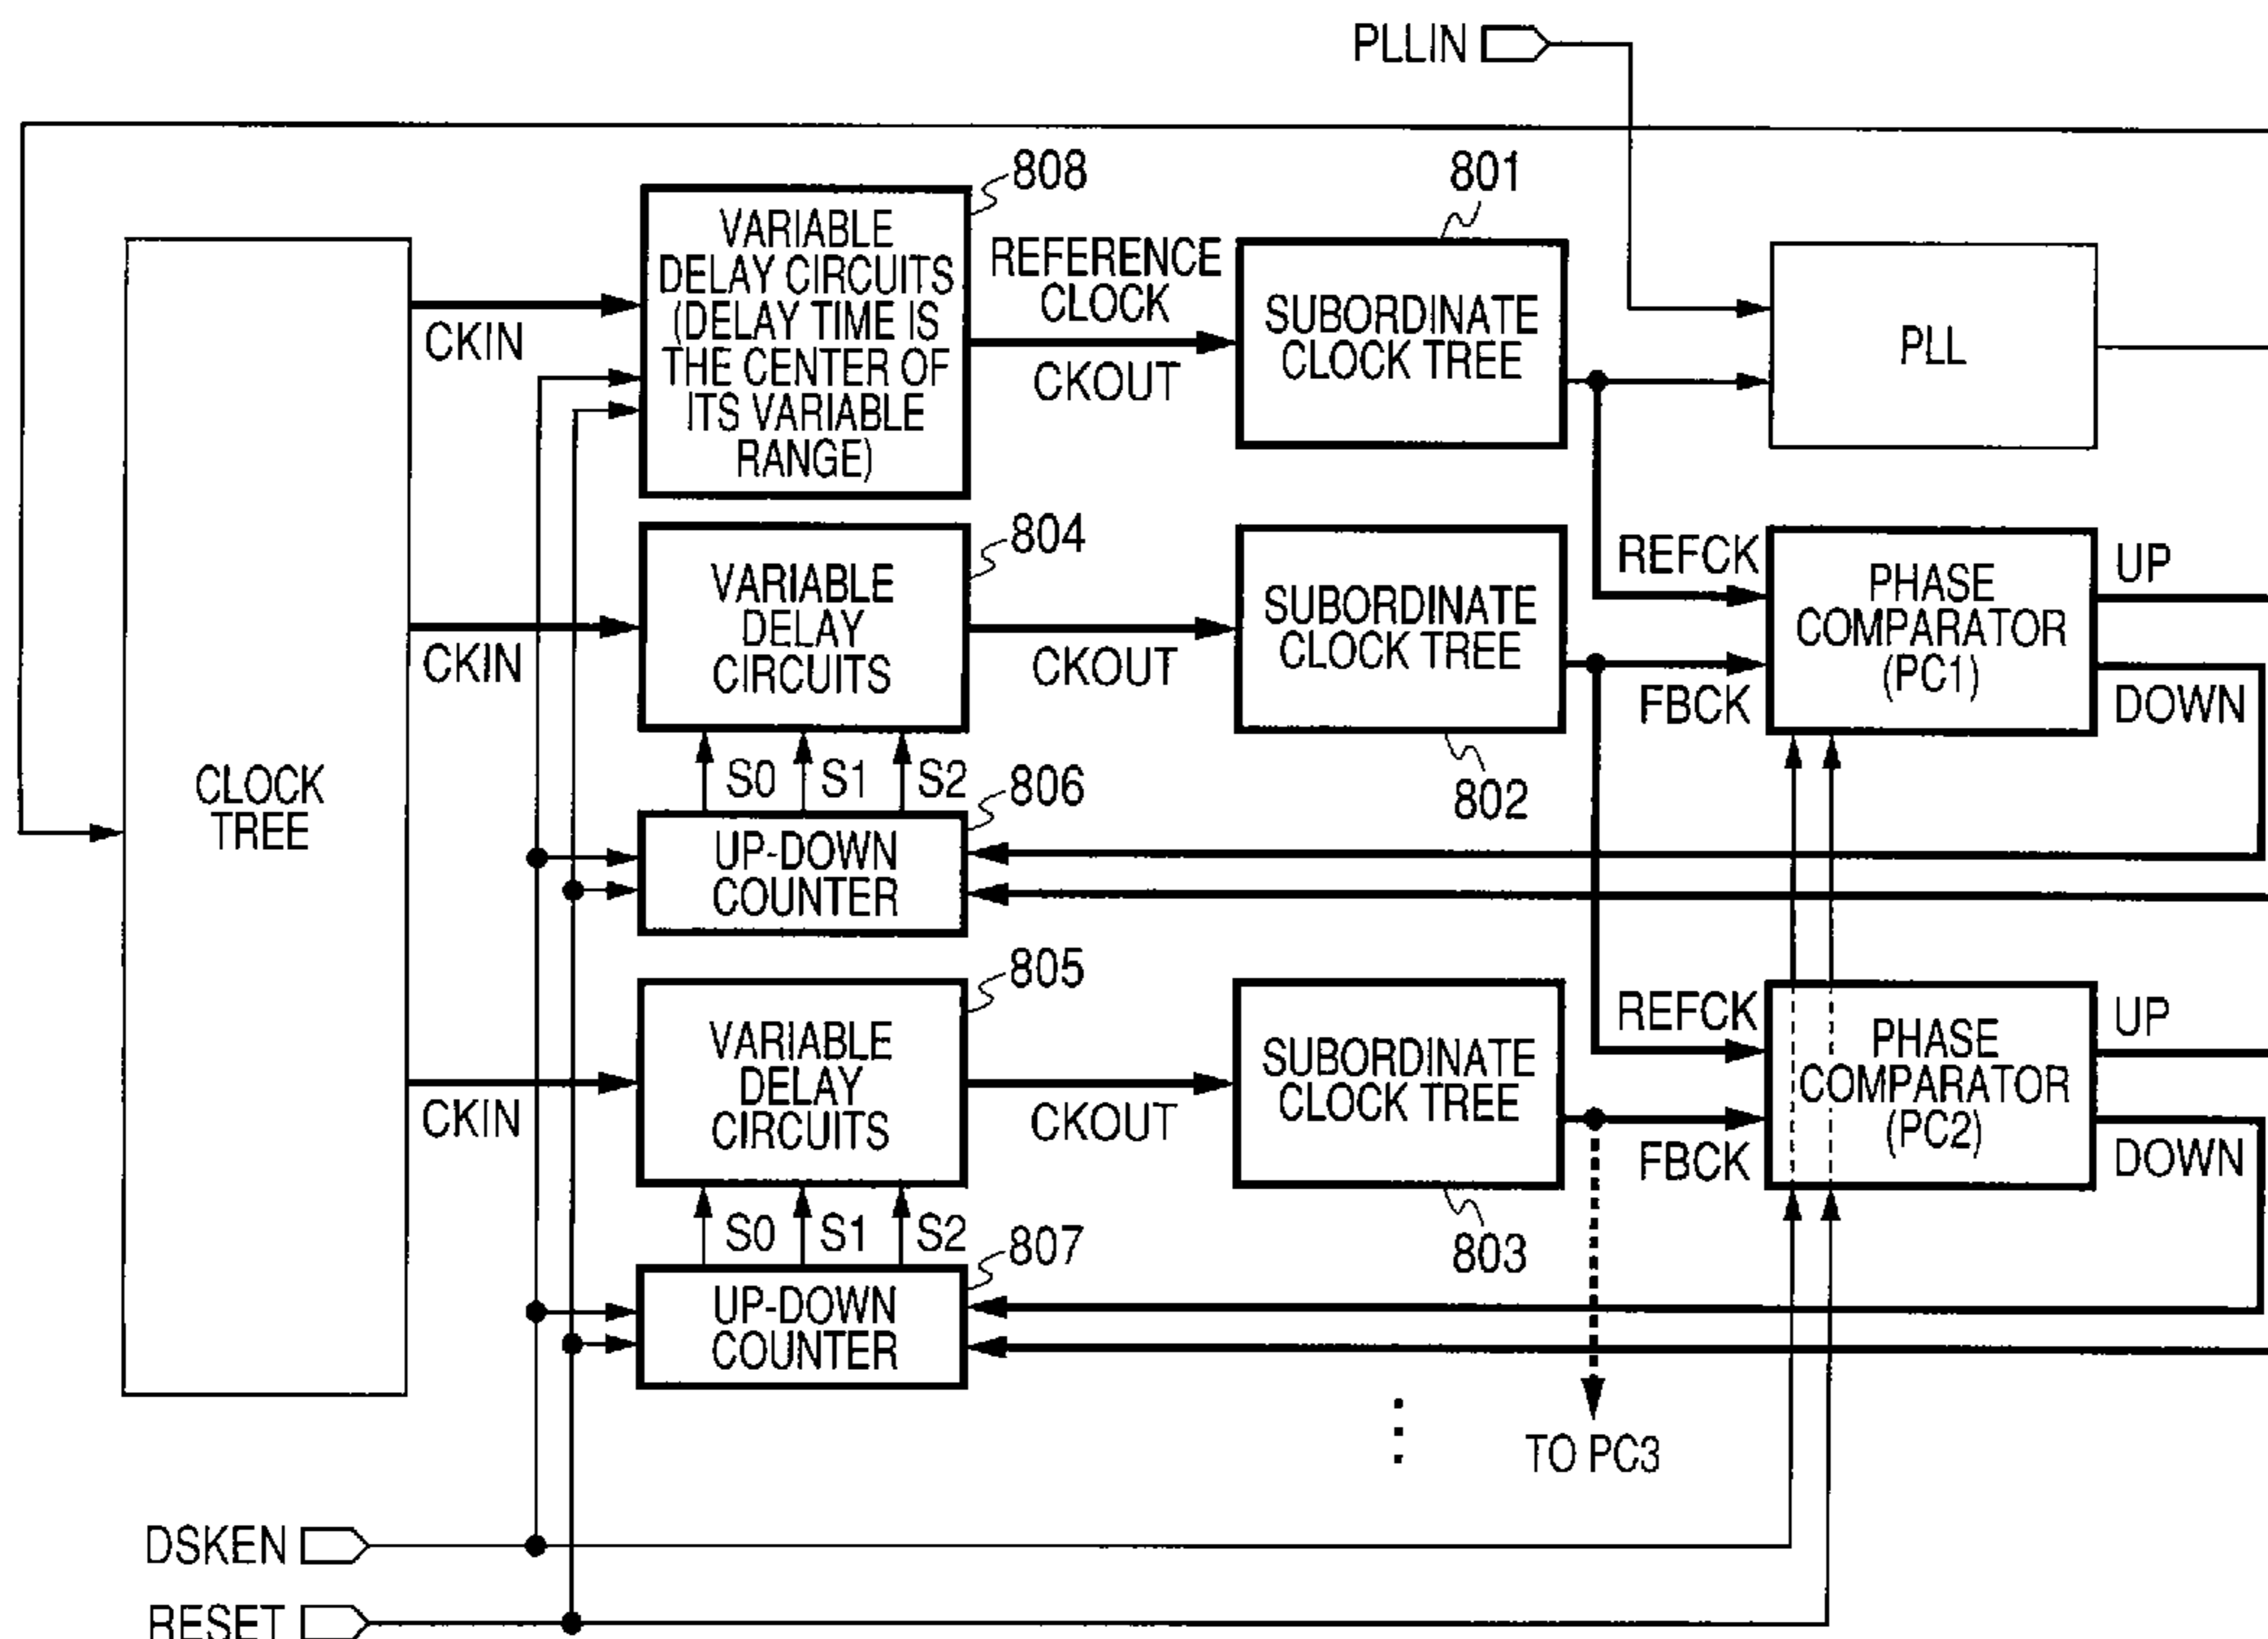 PLLIN
808
801
VARIABLE
DELAY CIRCUITS
(DELAY TIME IS
THE CENTER OF
ITS VARIABLE
RANGE)
REFERENCE
CLOCK
CKIN
CKOUT
SUBORDINATE
CLOCK TREE
PLL
804
VARIABLE
DELAY
CIRCUITS
CKIN
CKOUT
SUBORDINATE
CLOCK TREE
802
REFCK
FBCK
PHASE
COMPARATOR
(PC1)
UP
DOWN
CLOCK
TREE
S0
S1
S2
806
UP-DOWN
COUNTER
805
VARIABLE
DELAY
CIRCUITS
CKIN
CKOUT
SUBORDINATE
CLOCK TREE
803
REFCK
FBCK
PHASE
COMPARATOR
(PC2)
UP
DOWN
S0
S1
S2
807
UP-DOWN
COUNTER
TO PC3
DSKEN
RESET